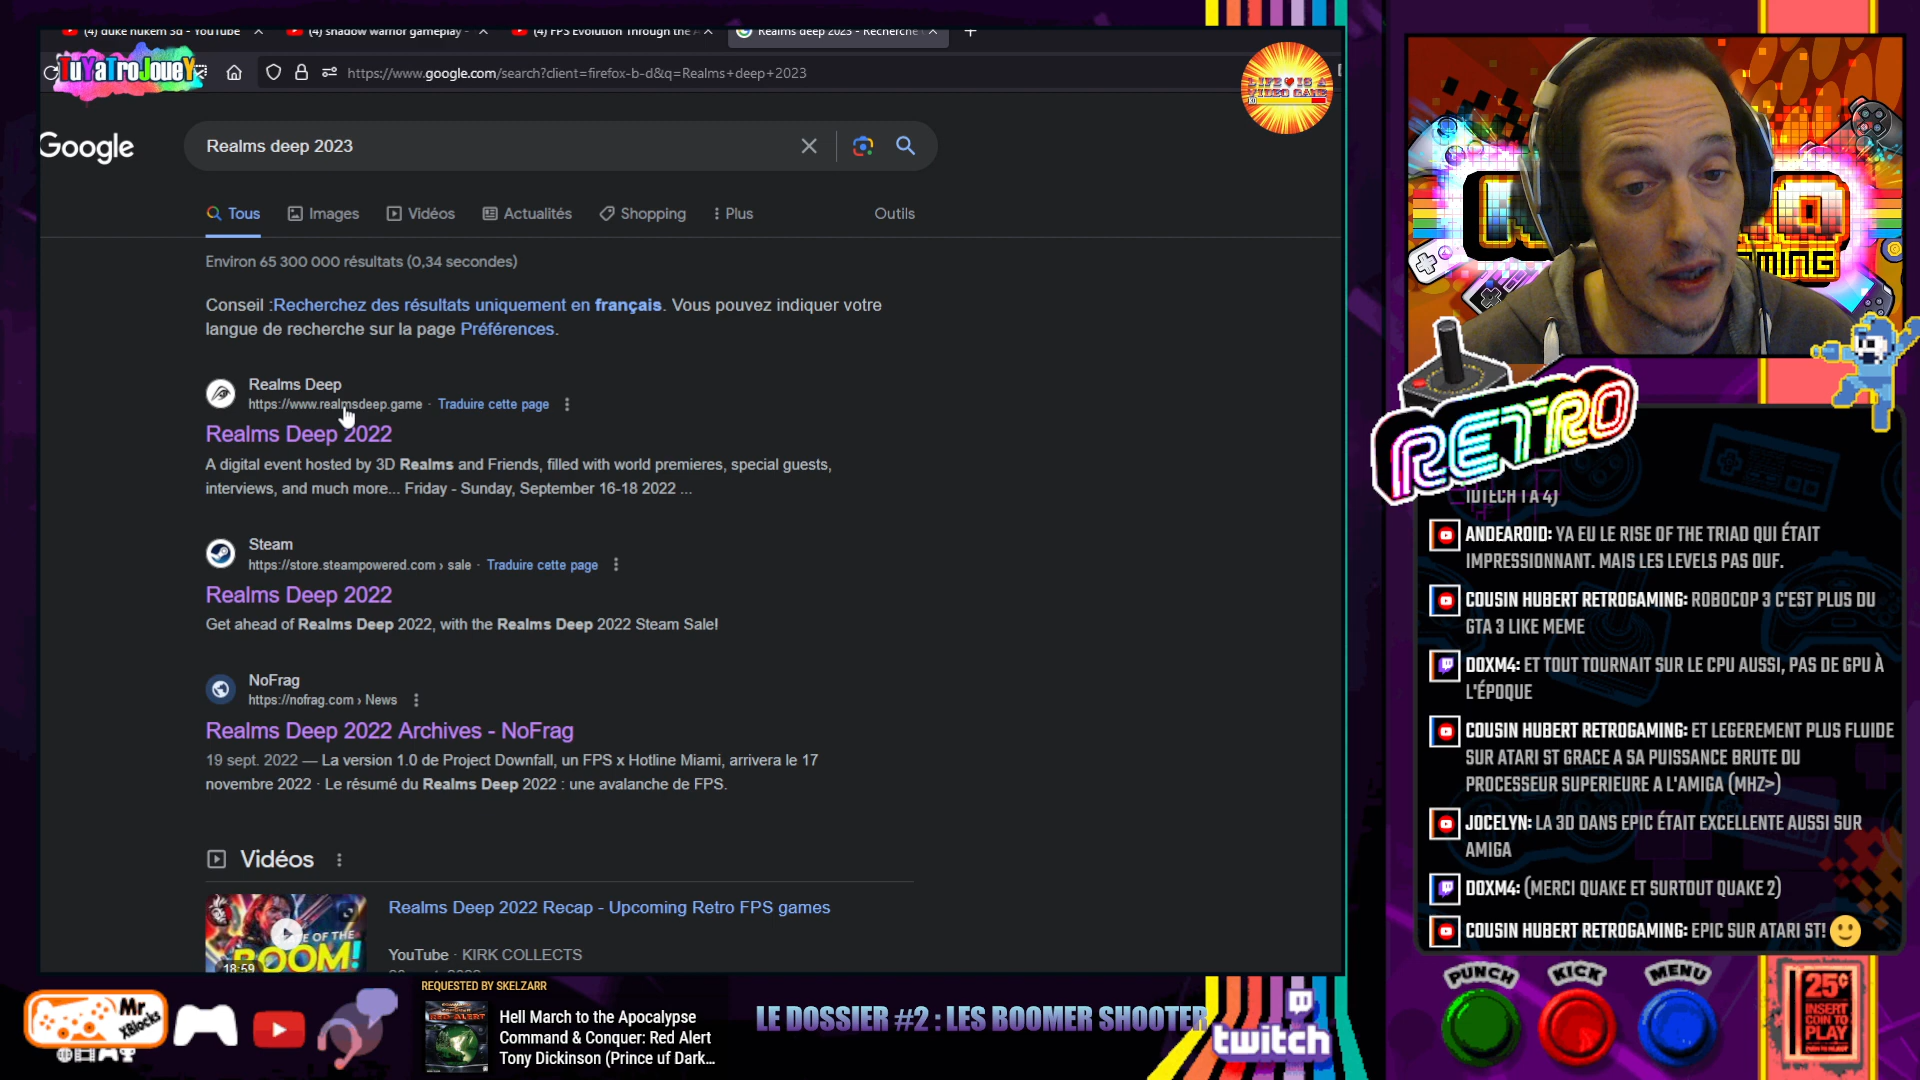 (4) duke nukem 3d - YouTube
(4) shadow warrior gameplay -
(4) FPS Evolution Through the
Realms deep 2023 - Recherche
TuYaTroJoueY
https://www.google.com/search?client=firefox-b-d&q=Realms+deep+2023
LIFE IS A
VIDEO GAME
Google
Realms deep 2023
Tous
Images
Vidéos
Actualités
Shopping
Plus
Outils
Environ 65 300 000 résultats (0,34 secondes)
Conseil :Recherchez des résultats uniquement en français. Vous pouvez indiquer votre
langue de recherche sur la page Préférences.
Realms Deep
https://www.realmsdeep.game · Traduire cette page
Realms Deep 2022
A digital event hosted by 3D Realms and Friends, filled with world premieres, special guests,
interviews, and much more... Friday - Sunday, September 16-18 2022 ...
Steam
https://store.steampowered.com › sale · Traduire cette page
Realms Deep 2022
Get ahead of Realms Deep 2022, with the Realms Deep 2022 Steam Sale!
NoFrag
https://nofrag.com › News
Realms Deep 2022 Archives - NoFrag
19 sept. 2022 — La version 1.0 de Project Downfall, un FPS x Hotline Miami, arrivera le 17
novembre 2022 · Le résumé du Realms Deep 2022 : une avalanche de FPS.
Vidéos
E OF THE
BOOM!
18:59
Realms Deep 2022 Recap - Upcoming Retro FPS games
YouTube · KIRK COLLECTS
RETRO
IDTECH 1 A 4)
ANDEAROID: YA EU LE RISE OF THE TRIAD QUI ÉTAIT
IMPRESSIONNANT. MAIS LES LEVELS PAS OUF.
COUSIN HUBERT RETROGAMING: ROBOCOP 3 C'EST PLUS DU
GTA 3 LIKE MEME
DOXM4: ET TOUT TOURNAIT SUR LE CPU AUSSI, PAS DE GPU À
L'ÉPOQUE
COUSIN HUBERT RETROGAMING: ET LEGEREMENT PLUS FLUIDE
SUR ATARI ST GRACE A SA PUISSANCE BRUTE DU
PROCESSEUR SUPERIEURE A L'AMIGA (MHZ>)
JOCELYN: LA 3D DANS EPIC ÉTAIT EXCELLENTE AUSSI SUR
AMIGA
DOXM4: (MERCI QUAKE ET SURTOUT QUAKE 2)
COUSIN HUBERT RETROGAMING: EPIC SUR ATARI ST!
Mr
XBlocks
REQUESTED BY SKELZARR
RED ALERT
Hell March to the Apocalypse
Command & Conquer: Red Alert
Tony Dickinson (Prince uf Dark...
LE DOSSIER #2 : LES BOOMER SHOOTER
twitch
PUNCH
KICK
MENU
25¢
INSERT
COIN TO
PLAY